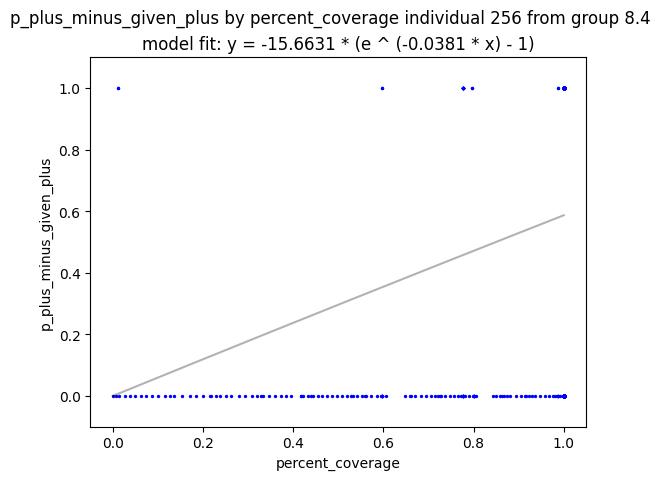 p_plus_minus_given_plus by percent_coverage individual 256 from group 8.4
model fit: y = -15.6631 * (e ^ (-0.0381 * x) - 1)
p_plus_minus_given_plus
1.0
0.8
0.6
0.4
0.2
0.0
0.0 0.2 0.4 0.6 0.8 1.0
percent_coverage